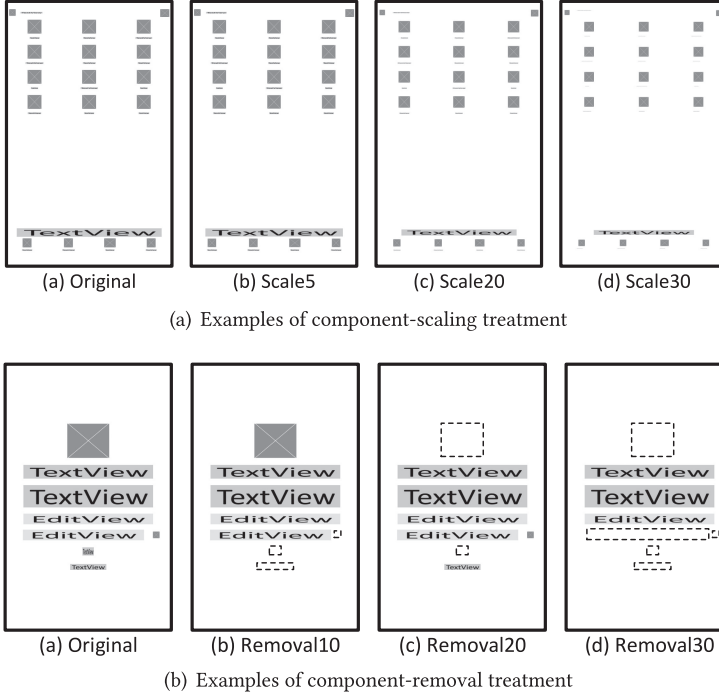 TextView TextView TextView TextView
(a) Original (b) Scale5 (c) Scale20 (d) Scale30
(a) Examples of component-scaling treatment
TextView TextView TextView TextView
TextView TextView TextView TextView
EditView EditView EditView EditView
EditView EditView EditView
TextView TextView
(a) Original (b) Removal10 (c) Removal20 (d) Removal30
(b) Examples of component-removal treatment